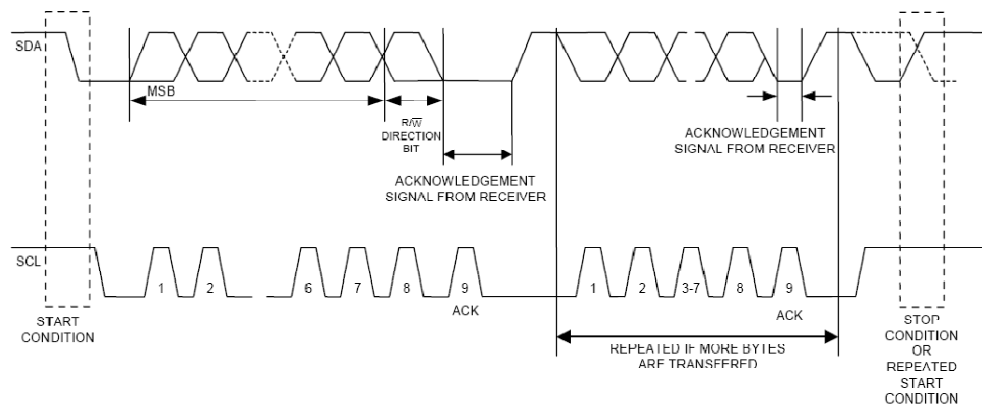 SDA
MSB
R/W̅
DIRECTION
BIT
ACKNOWLEDGEMENT
SIGNAL FROM RECEIVER
ACKNOWLEDGEMENT
SIGNAL FROM RECEIVER
SCL
1
2
6
7
8
9
ACK
1
2
3-7
8
9
ACK
START
CONDITION
REPEATED IF MORE BYTES
ARE TRANSFERED
STOP
CONDITION
OR
REPEATED
START
CONDITION